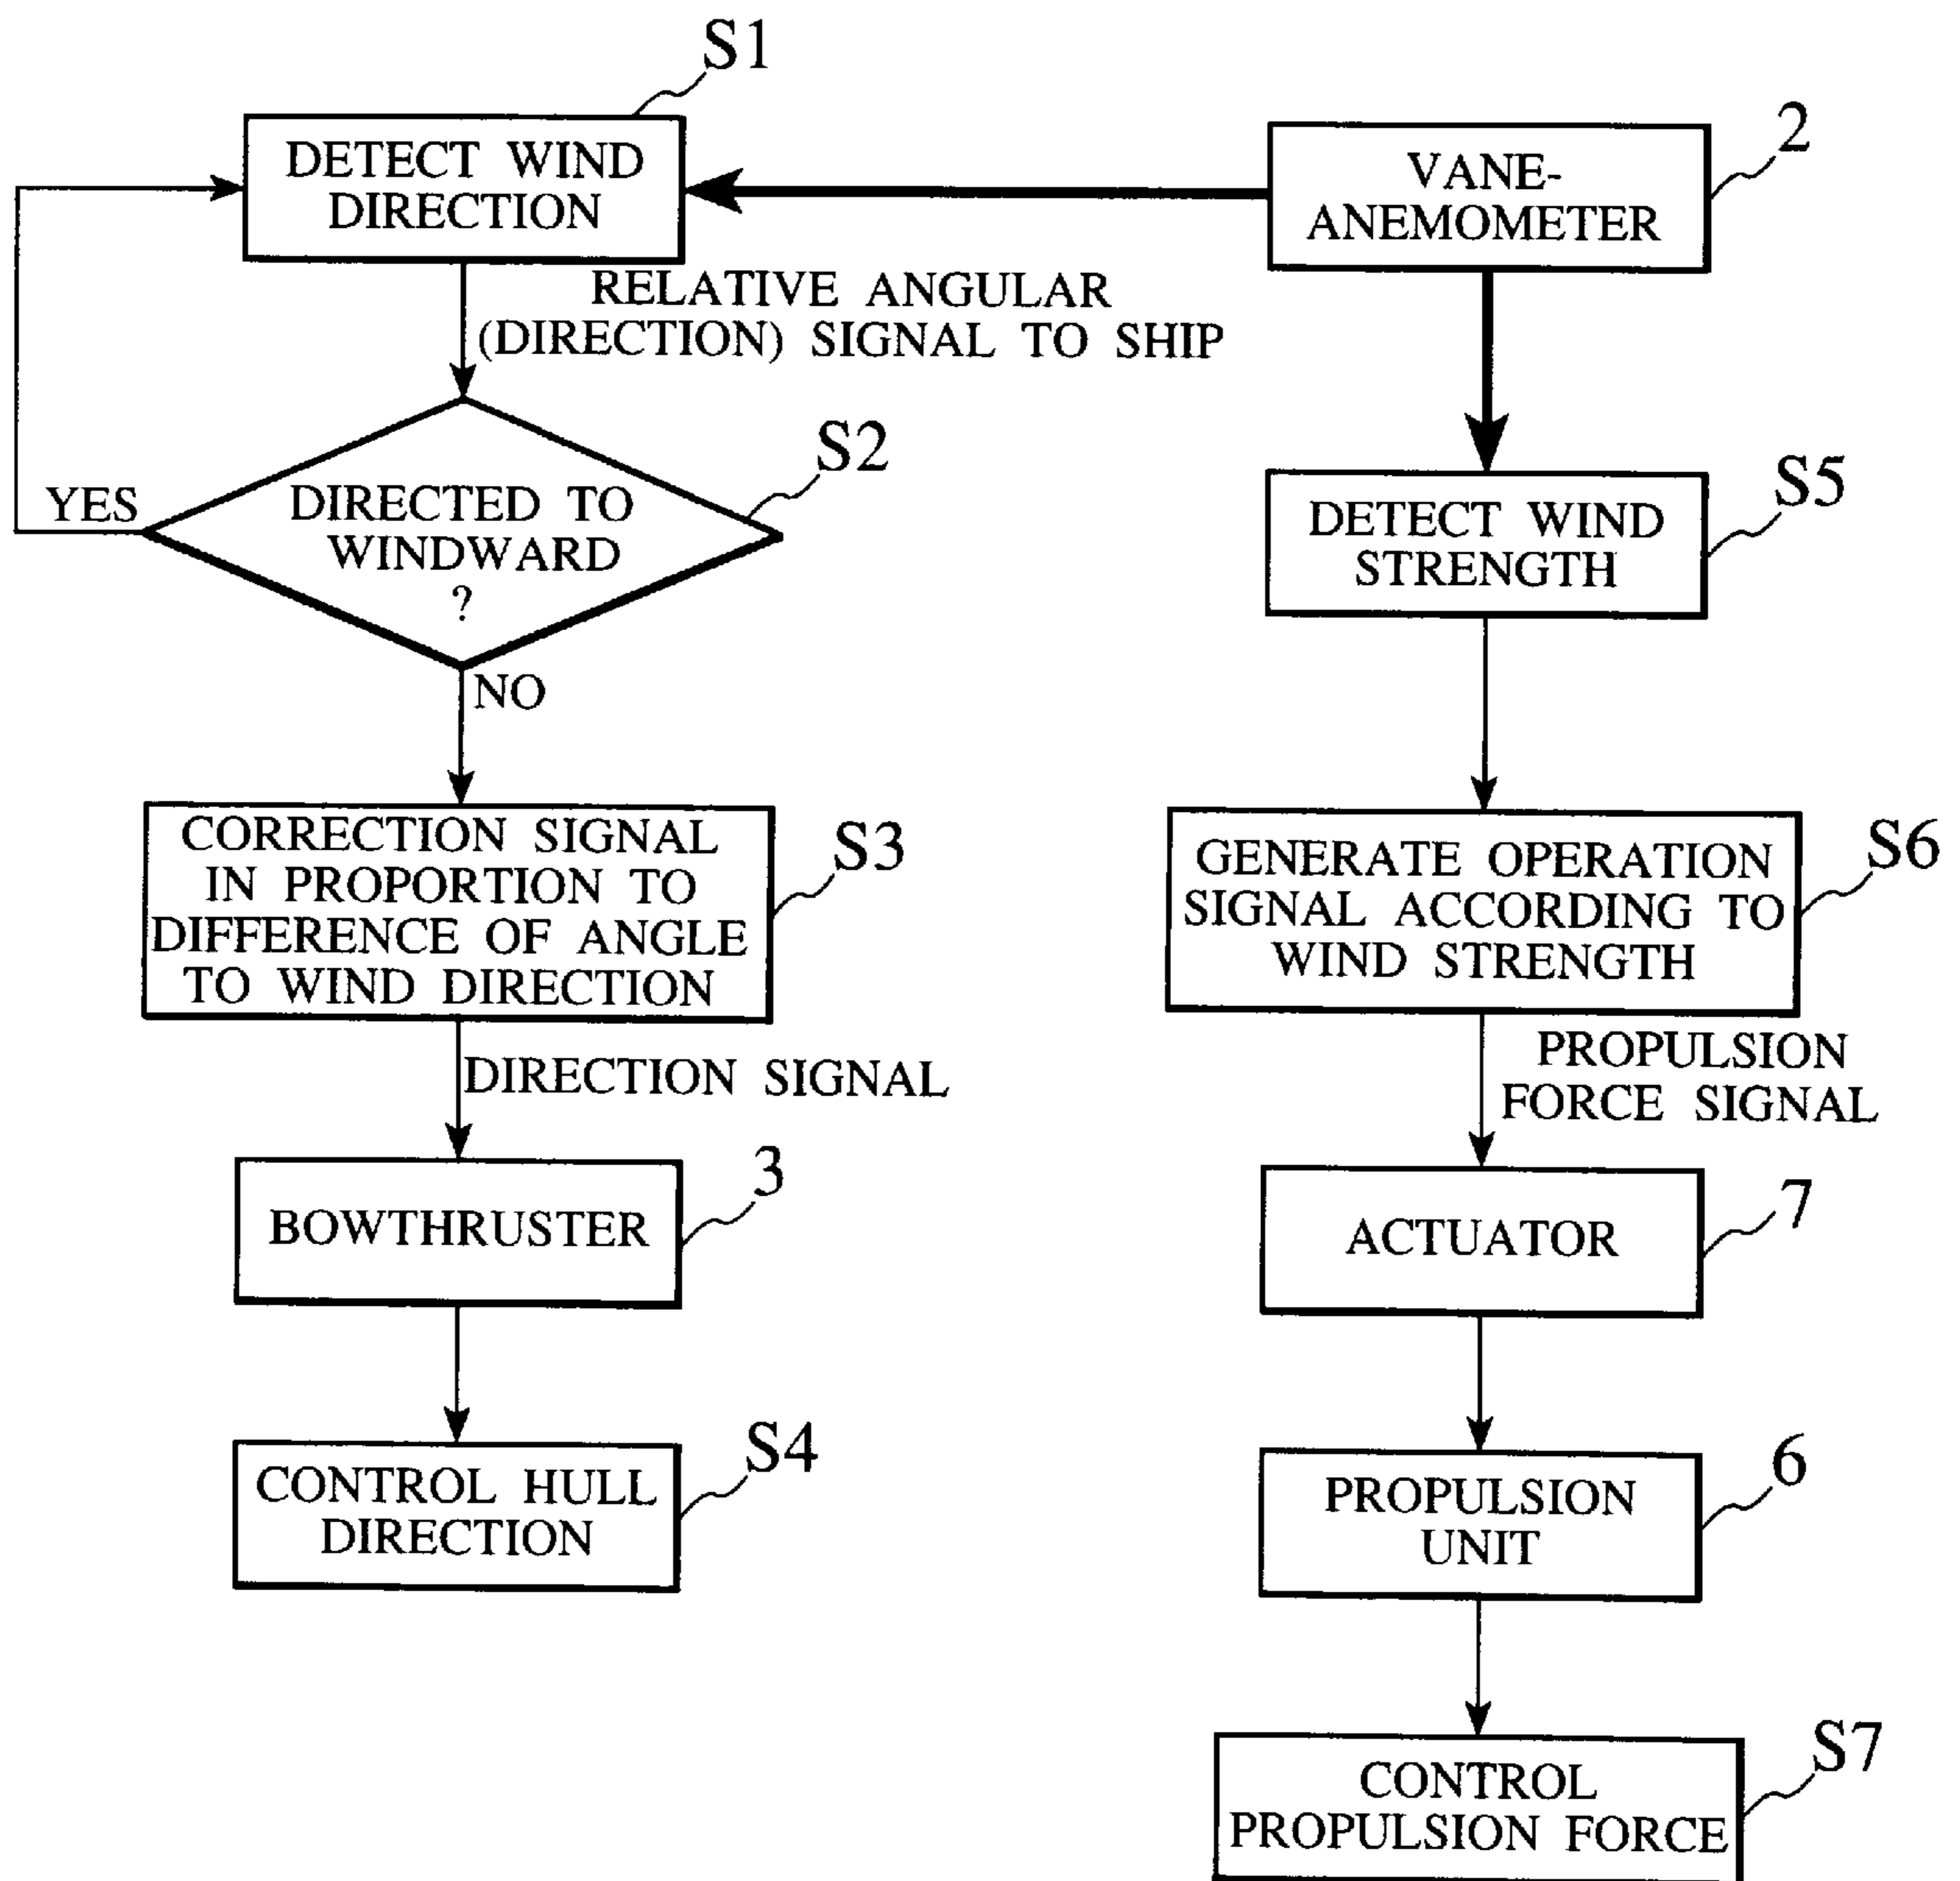 S1
DETECT WIND
DIRECTION
2
VANE-
ANEMOMETER
RELATIVE ANGULAR
(DIRECTION) SIGNAL TO SHIP
S2
YES
DIRECTED TO
WINDWARD
?
NO
S5
DETECT WIND
STRENGTH
S3
CORRECTION SIGNAL
IN PROPORTION TO
DIFFERENCE OF ANGLE
TO WIND DIRECTION
S6
GENERATE OPERATION
SIGNAL ACCORDING TO
WIND STRENGTH
DIRECTION SIGNAL
PROPULSION
FORCE SIGNAL
3
BOWTHRUSTER
7
ACTUATOR
S4
CONTROL HULL
DIRECTION
6
PROPULSION
UNIT
S7
CONTROL
PROPULSION FORCE